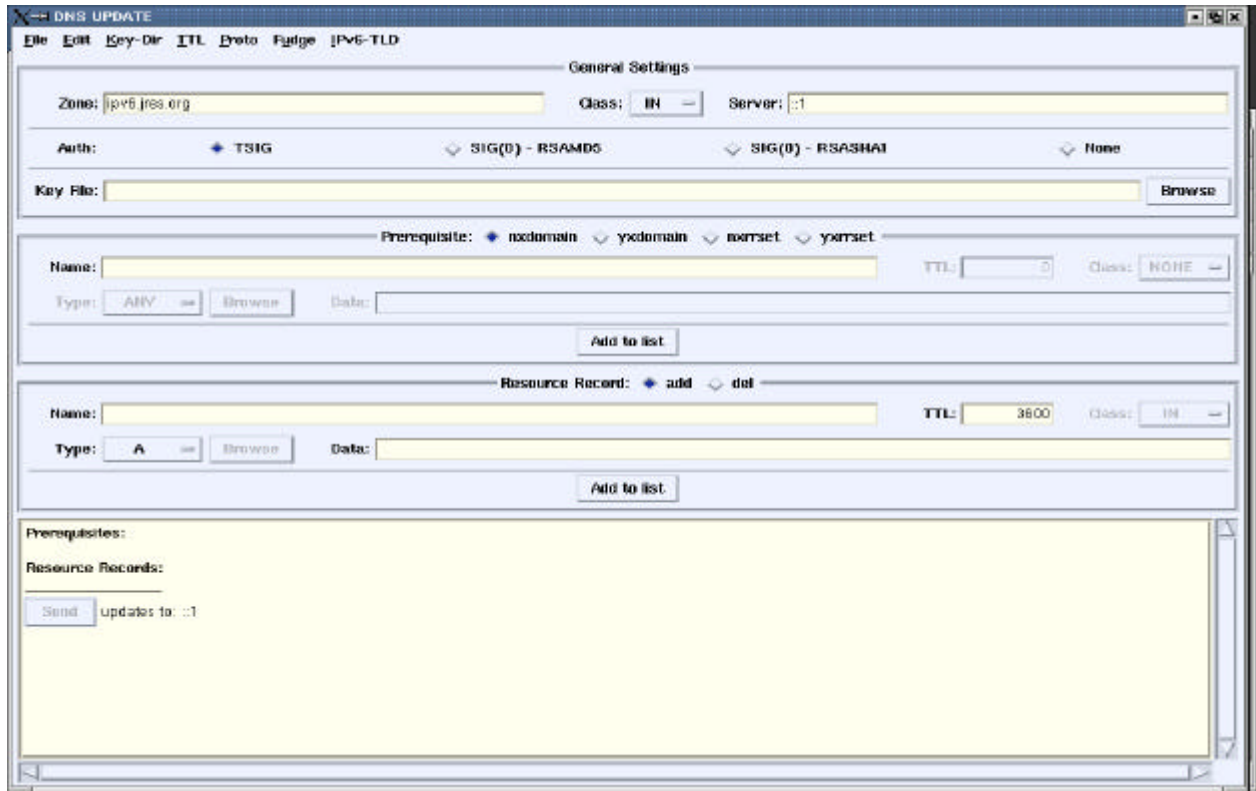 DNS UPDATE
File Edit Key-Dir TTL Proto Fudge IPv6-TLD
General Settings
Zone: ipv6.jres.org Class: IN Server: ::1
Auth: TSIG SIG(0) - RSAMD5 SIG(0) - RSASHA1 None
Key File: Browse
Prerequisite: nxdomain yxdomain nxrrset yxrrset
Name: TTL: 0 Class: NONE
Type: ANY Browse Data:
Add to list
Resource Record: add del
Name: TTL: 3600 Class: IN
Type: A Browse Data:
Add to list
Prerequisites:
Resource Records:
Send updates to: ::1